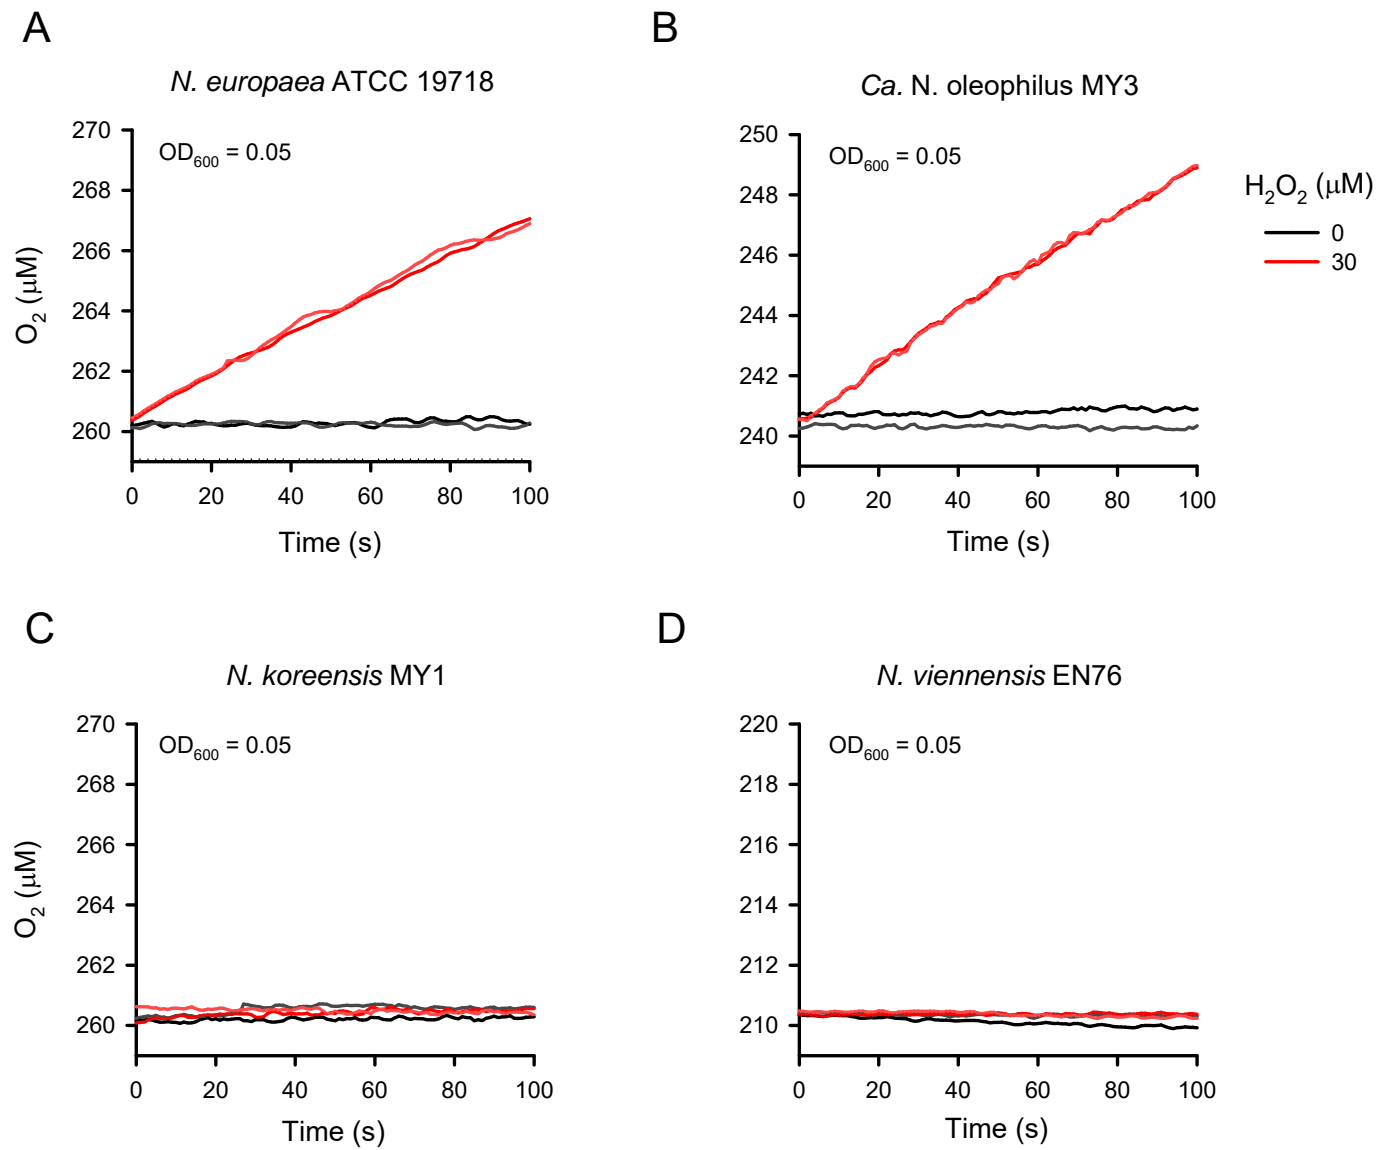 A
N. europaea ATCC 19718
OD600 = 0.05
270
268
266
264
262
260
O2 (μM)
0 20 40 60 80 100
Time (s)
B
Ca. N. oleophilus MY3
OD600 = 0.05
250
248
246
244
242
240
0 20 40 60 80 100
Time (s)
H2O2 (μM)
0
30
C
N. koreensis MY1
OD600 = 0.05
270
268
266
264
262
260
O2 (μM)
0 20 40 60 80 100
Time (s)
D
N. viennensis EN76
OD600 = 0.05
220
218
216
214
212
210
0 20 40 60 80 100
Time (s)